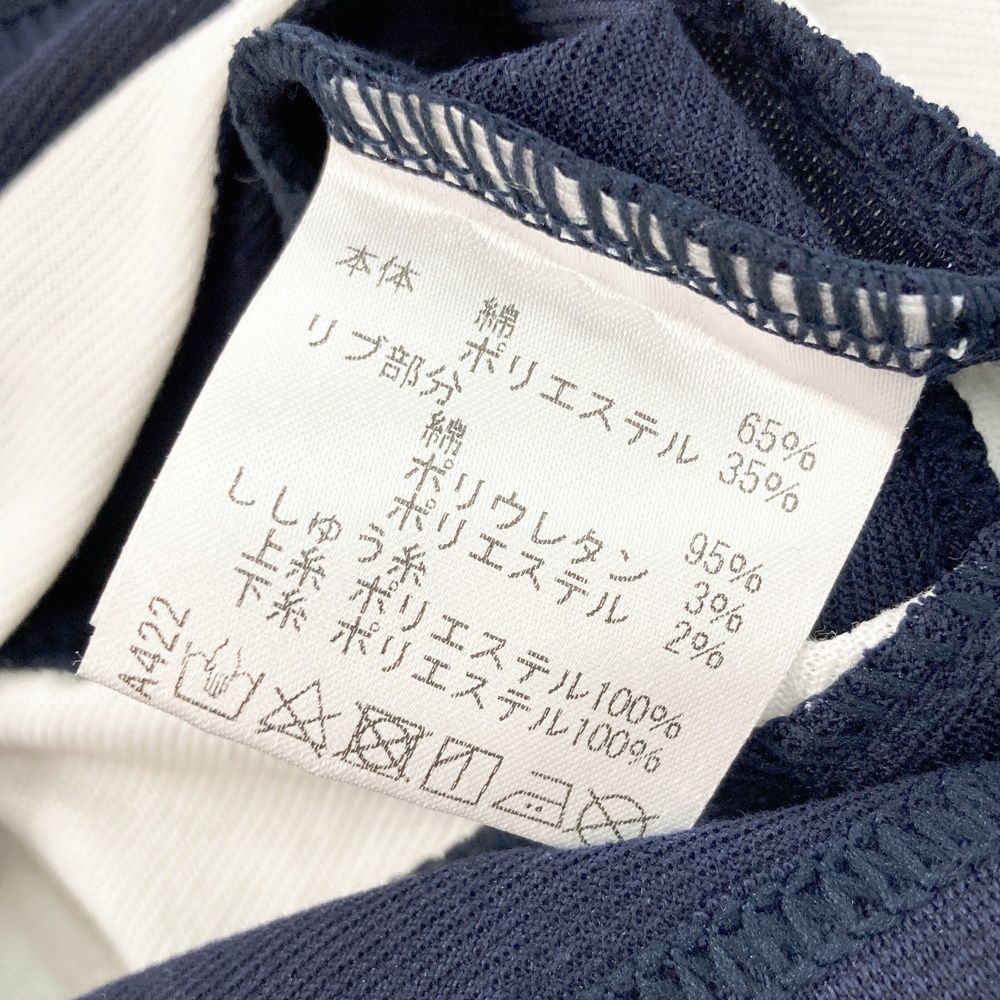 本体 綿 65%
ポリエステル 35%
リブ部分
綿 95%
ポリウレタン 3%
ポリエステル 2%
ししゅう糸
上糸 ポリエステル100%
下糸 ポリエステル100%
A422